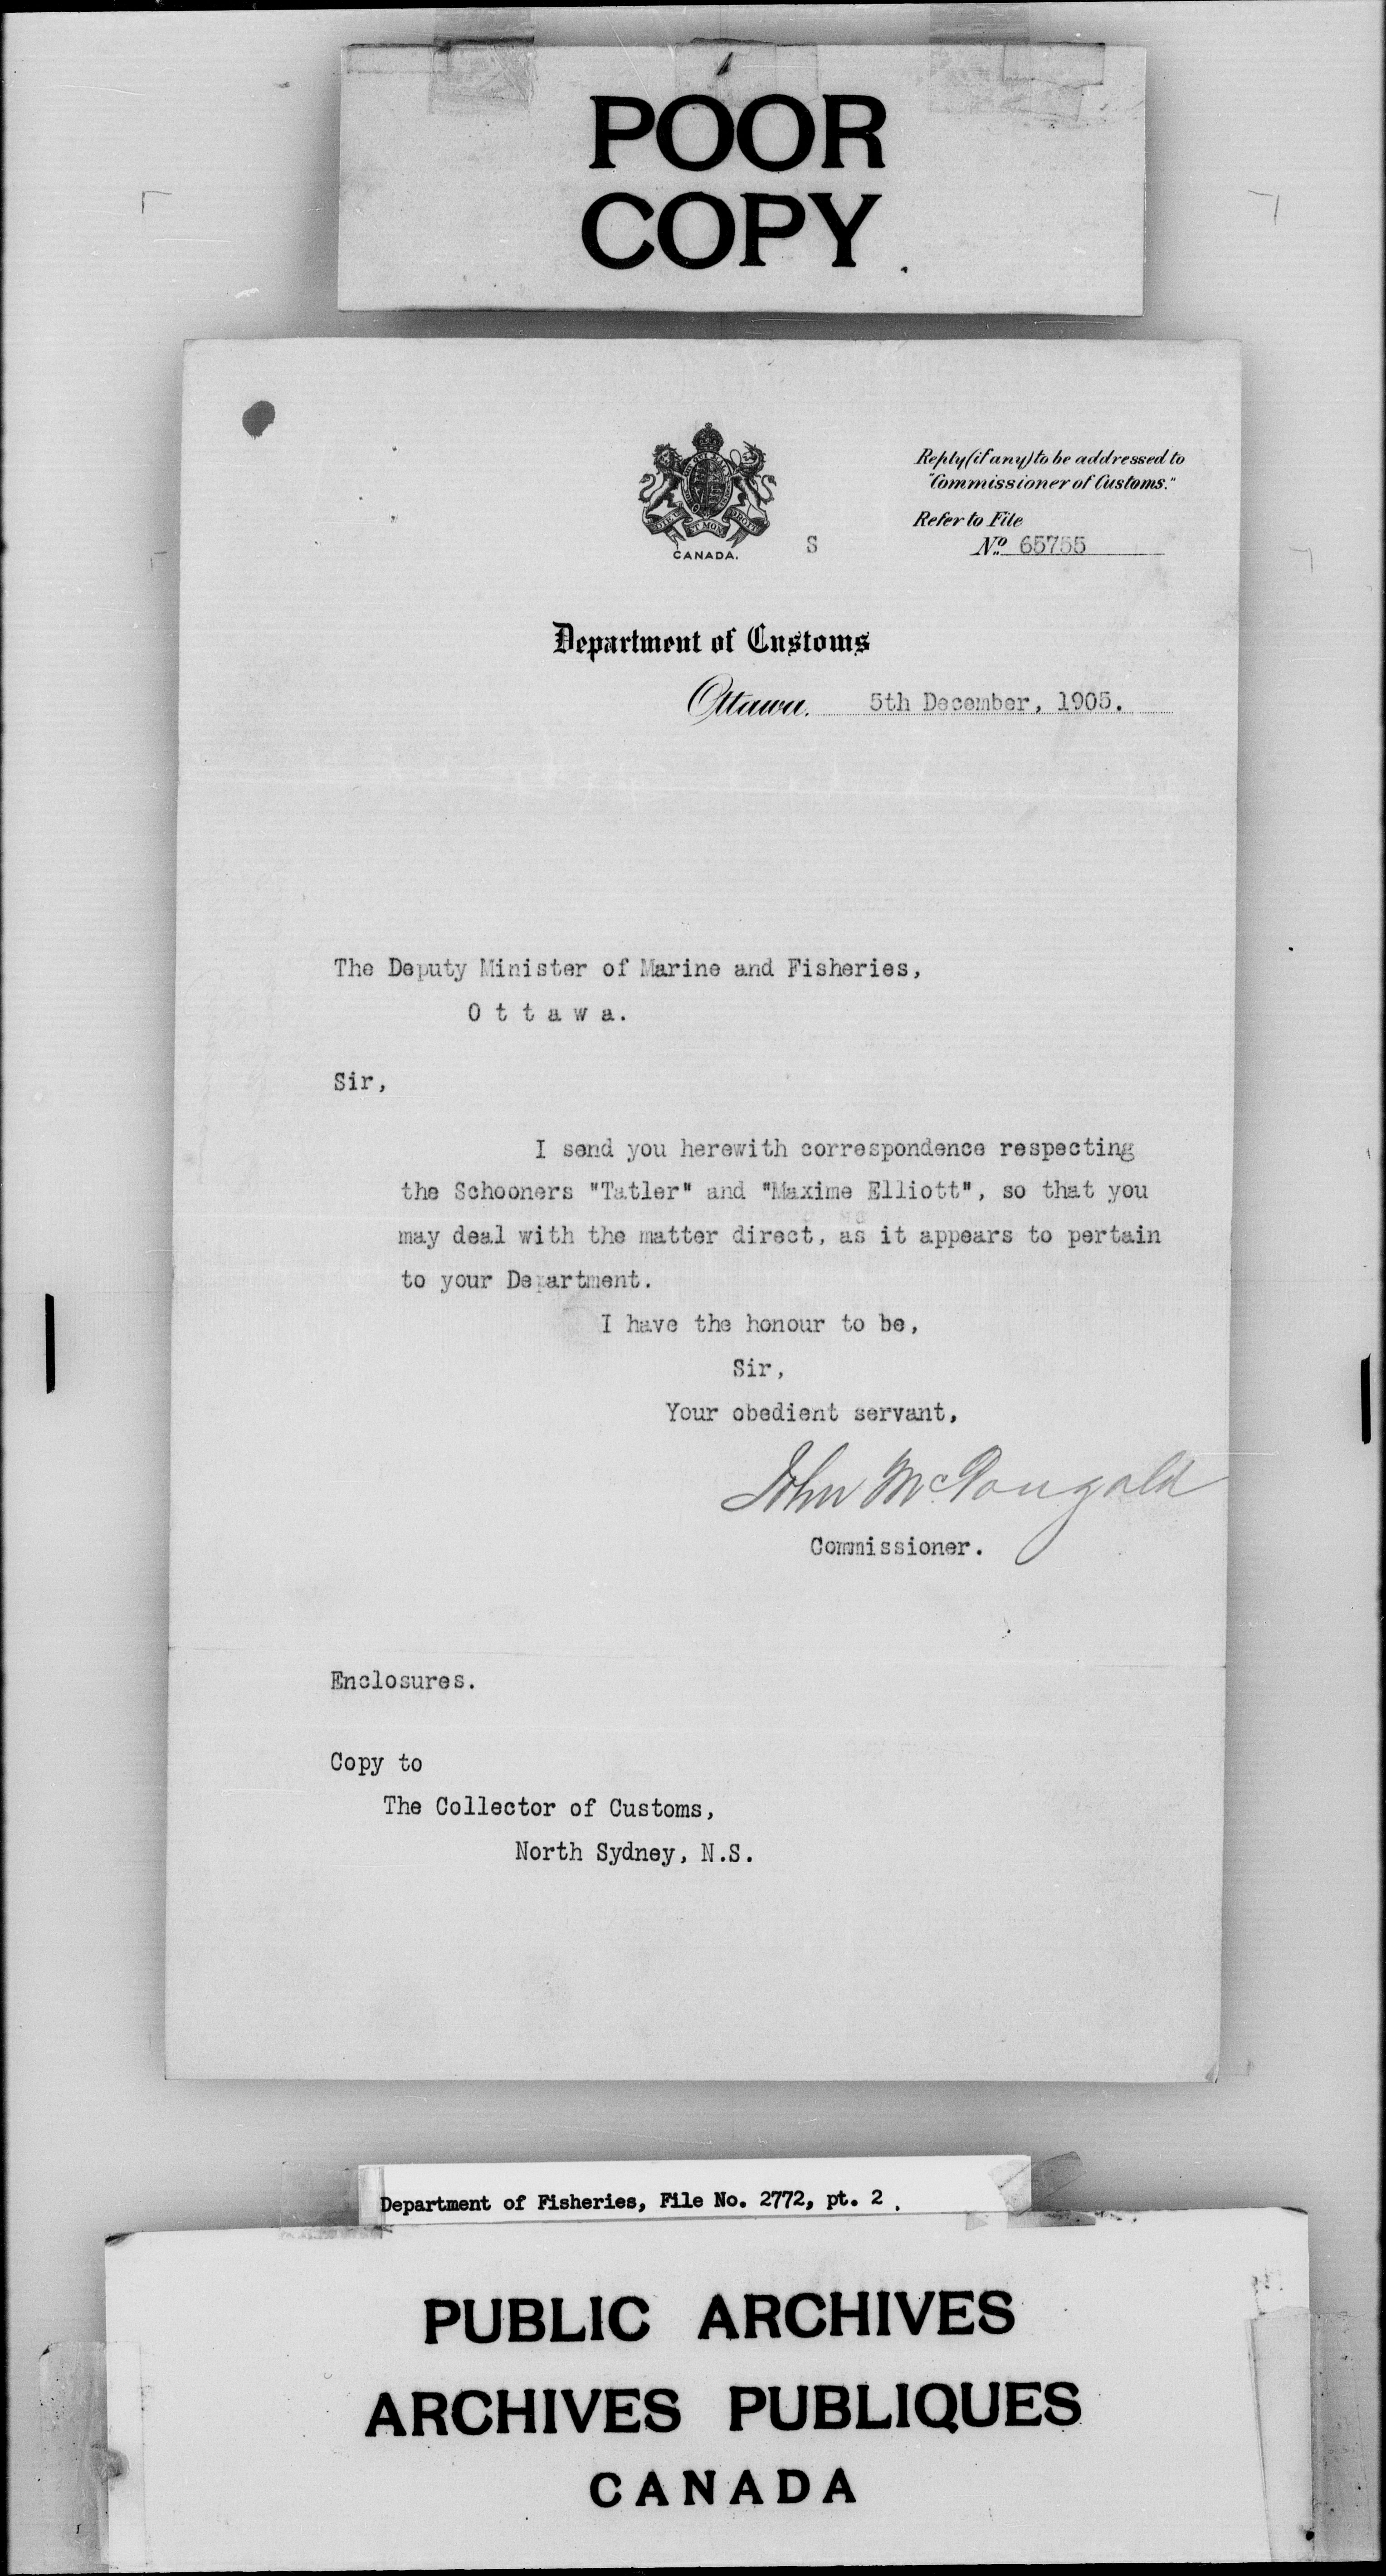 POOR
COPY
CANADA.
S
Reply (if any) to be addressed to
"Commissioner of Customs."
Refer to File
No. 65755
Department of Customs
Ottawa. 5th December, 1905.
The Deputy Minister of Marine and Fisheries,
O t t a w a.
Sir,
I send you herewith correspondence respecting
the Schooners "Tatler" and "Maxime Elliott", so that you
may deal with the matter direct, as it appears to pertain
to your Department.
I have the honour to be,
Sir,
Your obedient servant,
John McDougald
Commissioner.
Enclosures.
Copy to
The Collector of Customs,
North Sydney, N.S.
Department of Fisheries, File No. 2772, pt. 2 .
PUBLIC ARCHIVES
ARCHIVES PUBLIQUES
CANADA